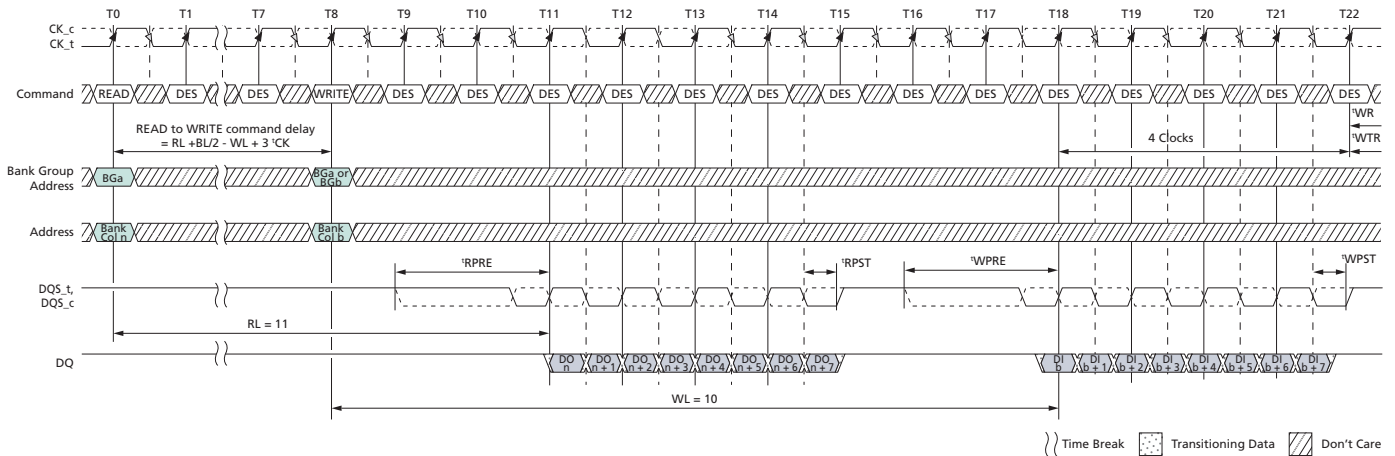 T0 T1 T7 T8 T9 T10 T11 T12 T13 T14 T15 T16 T17 T18 T19 T20 T21 T22
CK_c
CK_t
Command READ DES DES WRITE DES DES DES DES DES DES DES DES DES DES DES DES DES DES
READ to WRITE command delay
= RL +BL/2 - WL + 3 tCK
tWR
4 Clocks tWTR
Bank Group
Address
BGa
BGa or
BGb
Address
Bank
Col n
Bank
Col b
tRPRE tRPST tWPRE tWPST
DQS_t,
DQS_c
RL = 11
DQ
DO
n
DO
n + 1
DO
n + 2
DO
n + 3
DO
n + 4
DO
n + 5
DO
n + 6
DO
n + 7
DI
b
DI
b + 1
DI
b + 2
DI
b + 3
DI
b + 4
DI
b + 5
DI
b + 6
DI
b + 7
WL = 10
Time Break Transitioning Data Don't Care